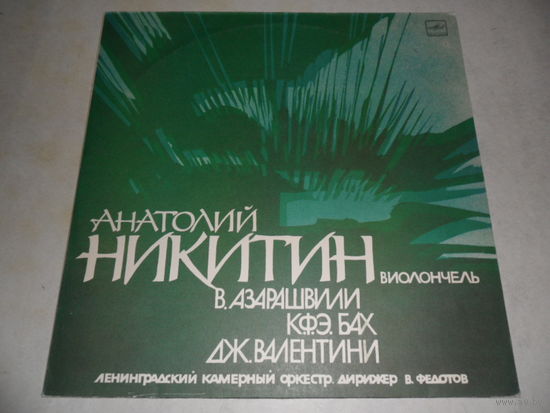 АНАТОЛИЙ
НИКИТИН ВИОЛОНЧЕЛЬ
В. АЗАРАШВИЛИ
К.Ф.Э. БАХ
ДЖ. ВАЛЕНТИНИ
ЛЕНИНГРАДСКИЙ КАМЕРНЫЙ ОРКЕСТР. ДИРИЖЕР В. ФЕДОТОВ